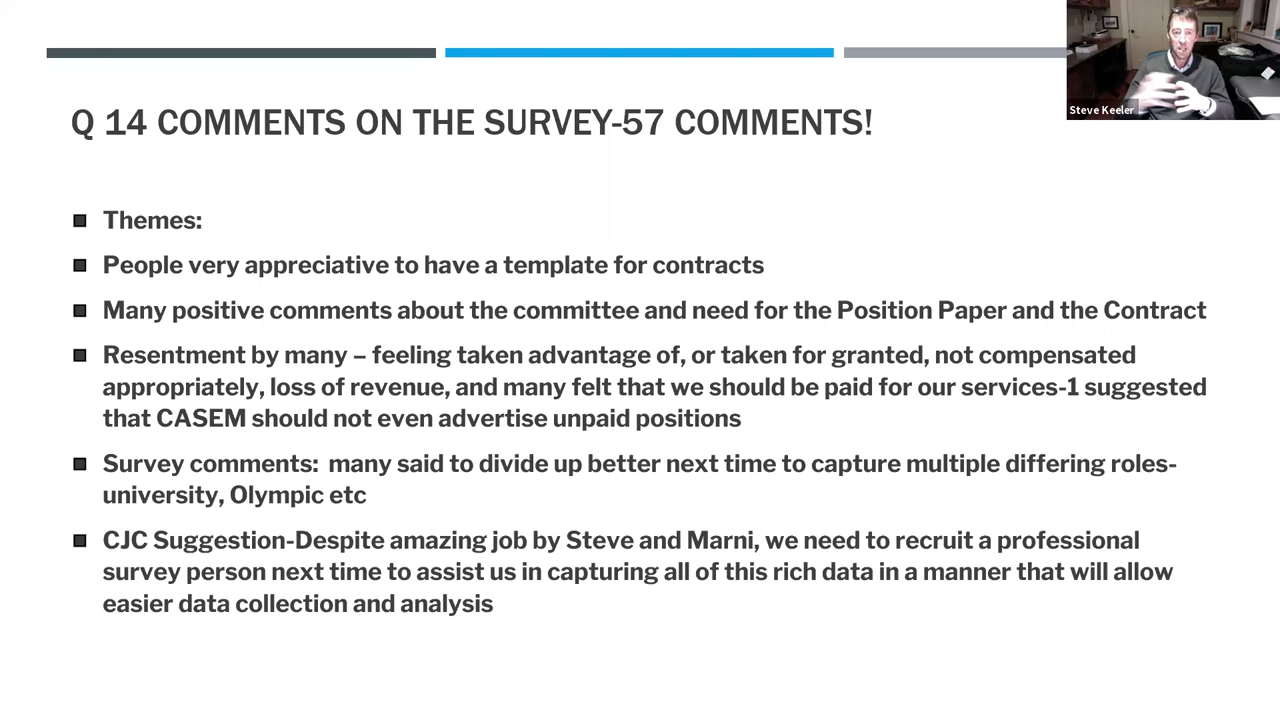 Steve Keeler
Q 14 COMMENTS ON THE SURVEY-57 COMMENTS!
Themes:
People very appreciative to have a template for contracts
Many positive comments about the committee and need for the Position Paper and the Contract
Resentment by many – feeling taken advantage of, or taken for granted, not compensated
appropriately, loss of revenue, and many felt that we should be paid for our services-1 suggested
that CASEM should not even advertise unpaid positions
Survey comments:  many said to divide up better next time to capture multiple differing roles-
university, Olympic etc
CJC Suggestion-Despite amazing job by Steve and Marni, we need to recruit a professional
survey person next time to assist us in capturing all of this rich data in a manner that will allow
easier data collection and analysis